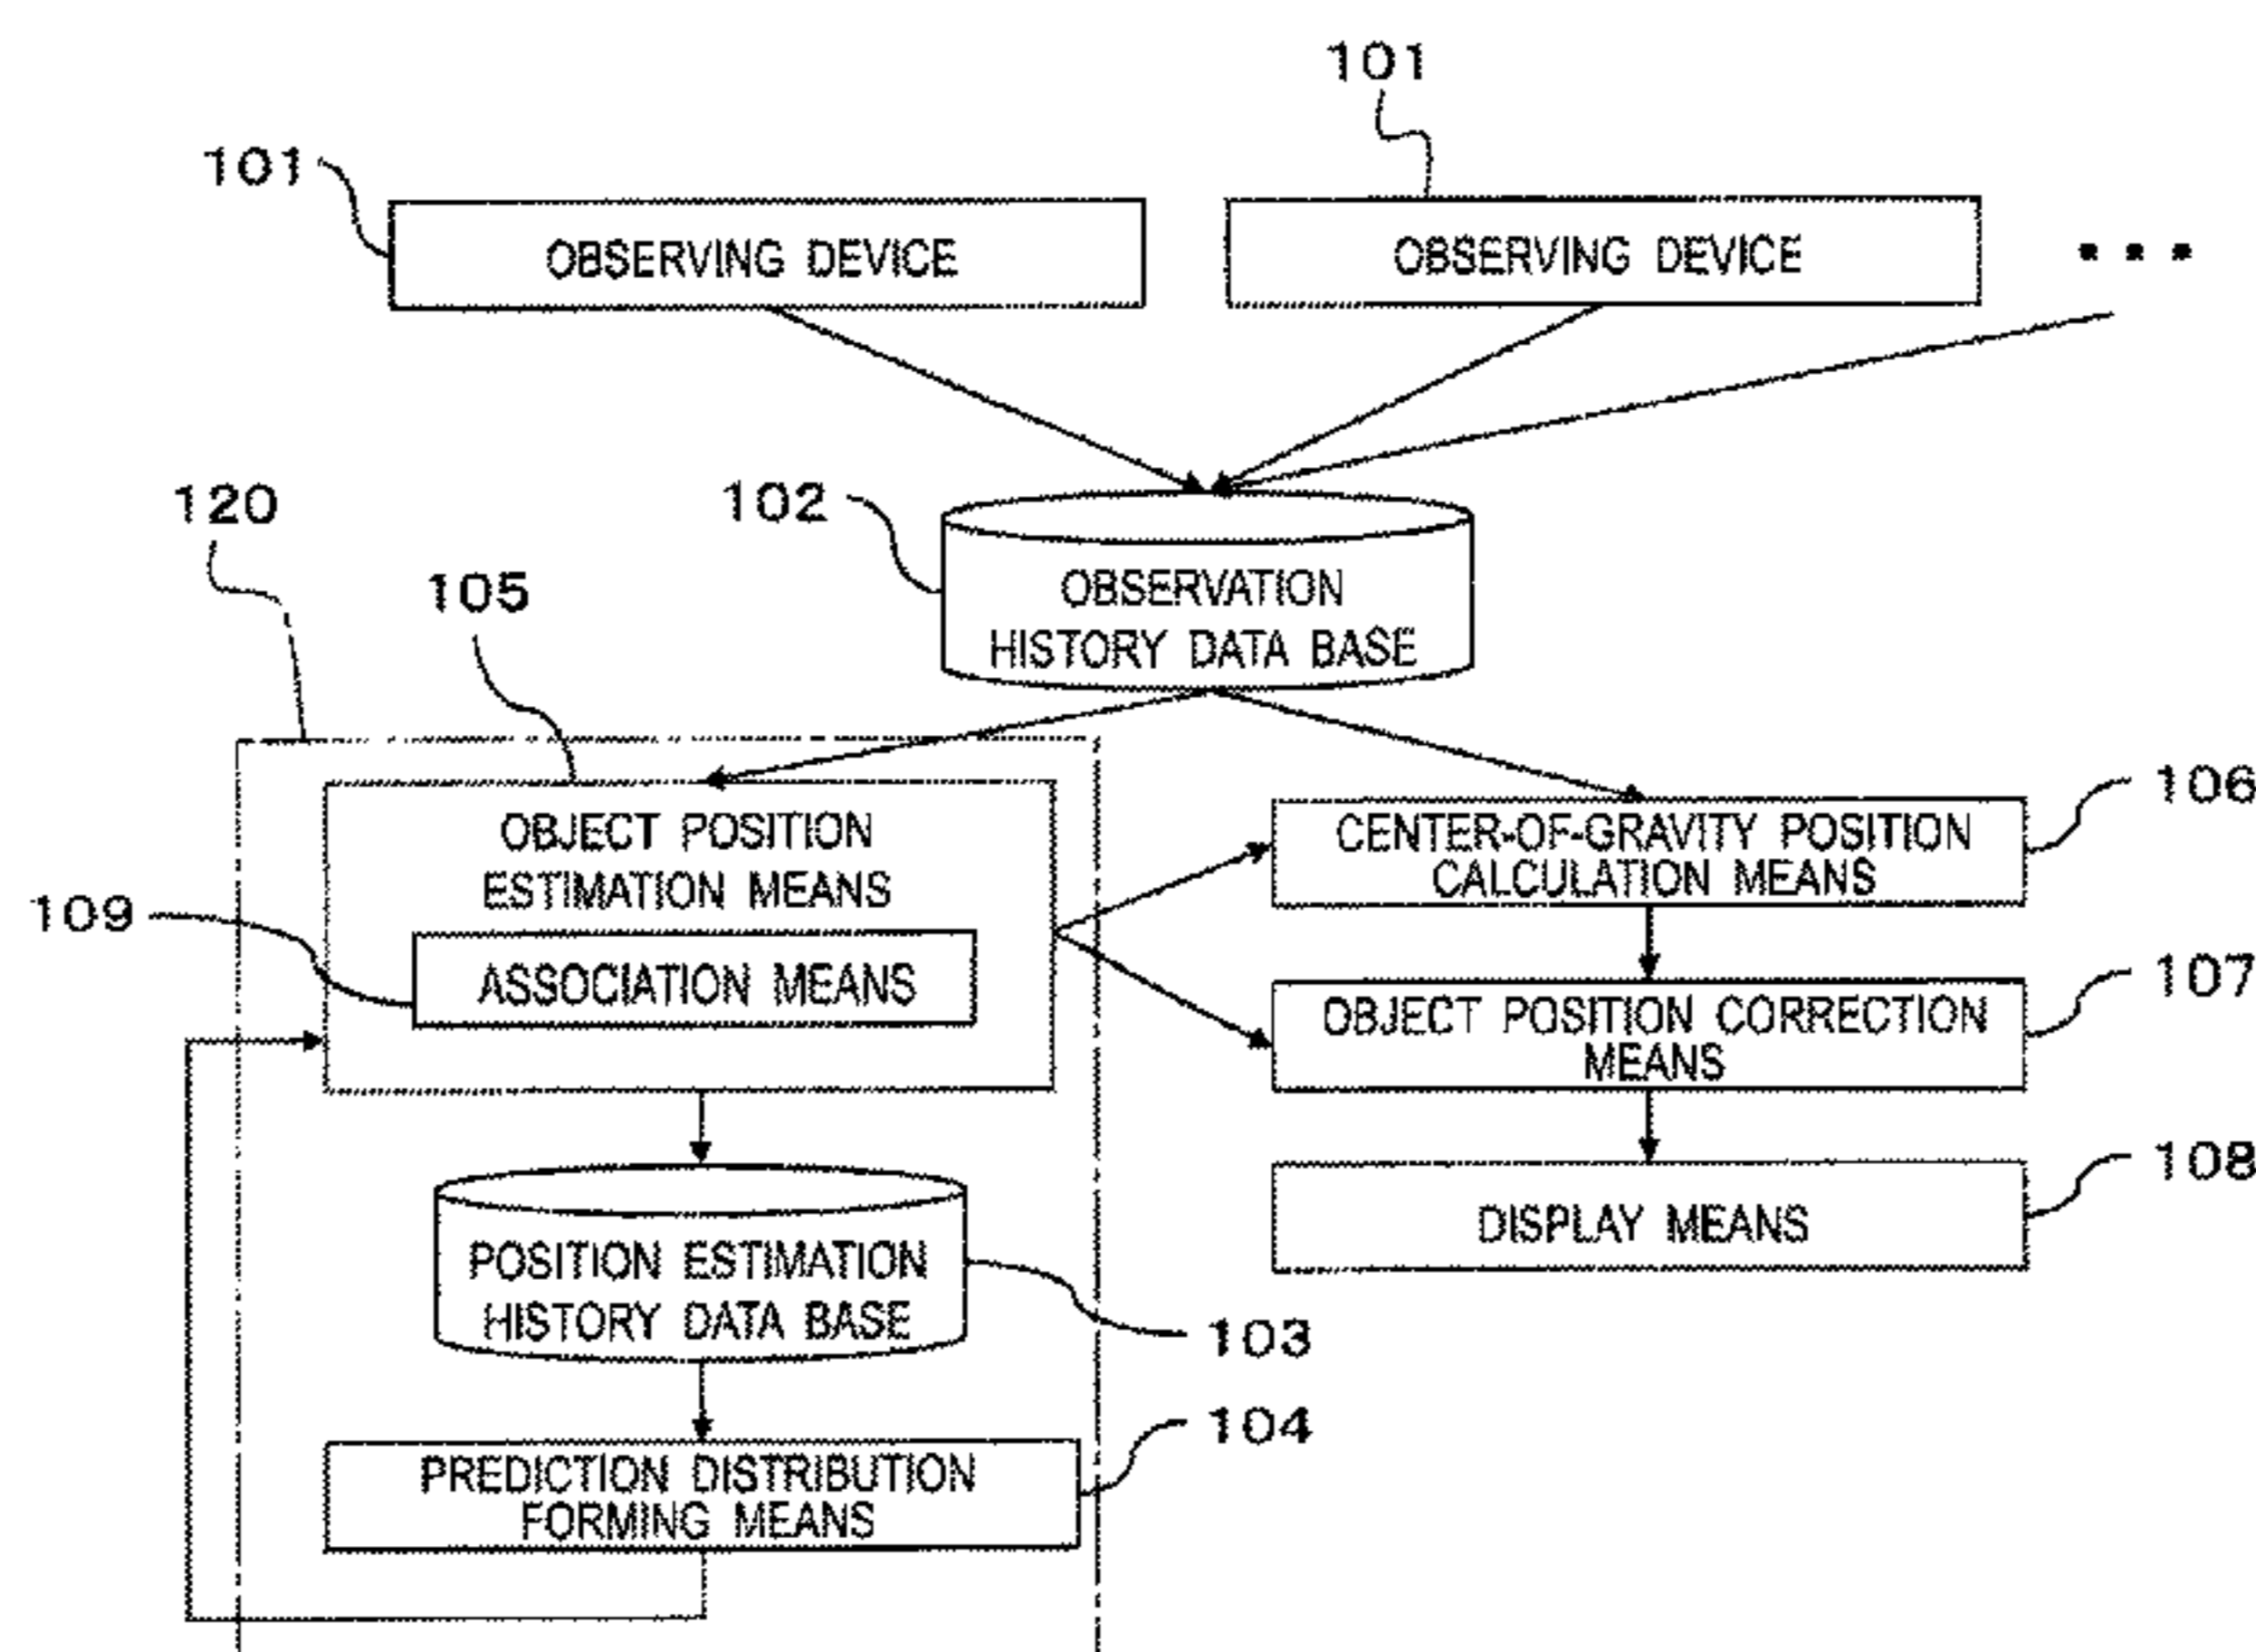 101
101
OBSERVING DEVICE
OBSERVING DEVICE
102
120
105
OBSERVATION
HISTORY DATA BASE
106
OBJECT POSITION
ESTIMATION MEANS
CENTER-OF-GRAVITY POSITION
CALCULATION MEANS
109
ASSOCIATION MEANS
107
OBJECT POSITION CORRECTION
MEANS
108
DISPLAY MEANS
POSITION ESTIMATION
HISTORY DATA BASE
103
104
PREDICTION DISTRIBUTION
FORMING MEANS